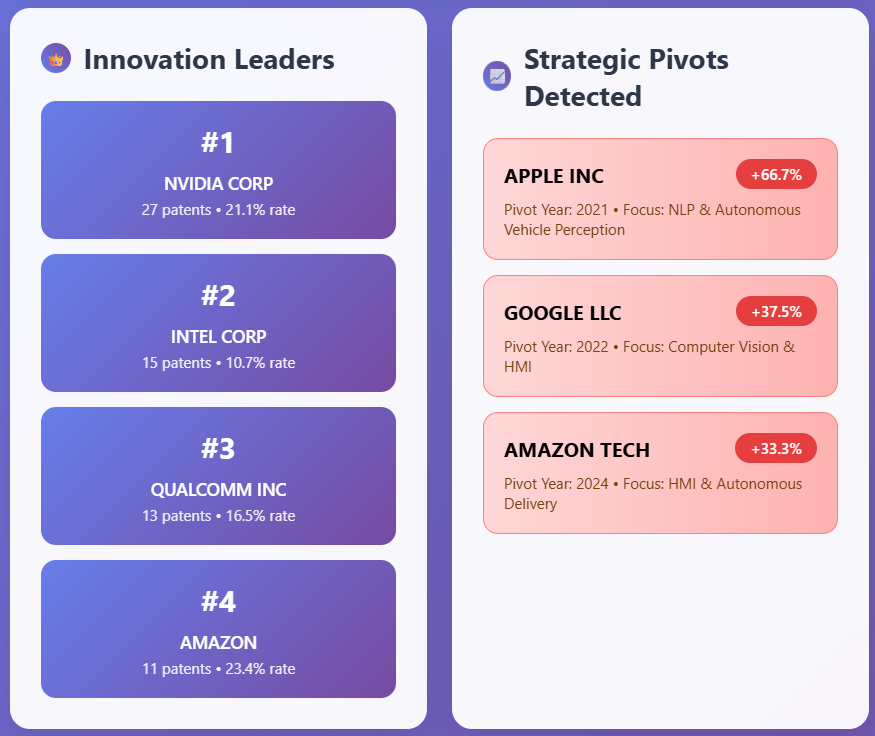 Innovation Leaders
#1
NVIDIA CORP
27 patents • 21.1% rate
#2
INTEL CORP
15 patents • 10.7% rate
#3
QUALCOMM INC
13 patents • 16.5% rate
#4
AMAZON
11 patents • 23.4% rate
Strategic Pivots
Detected
APPLE INC
+66.7%
Pivot Year: 2021 • Focus: NLP & Autonomous
Vehicle Perception
GOOGLE LLC
+37.5%
Pivot Year: 2022 • Focus: Computer Vision &
HMI
AMAZON TECH
+33.3%
Pivot Year: 2024 • Focus: HMI & Autonomous
Delivery